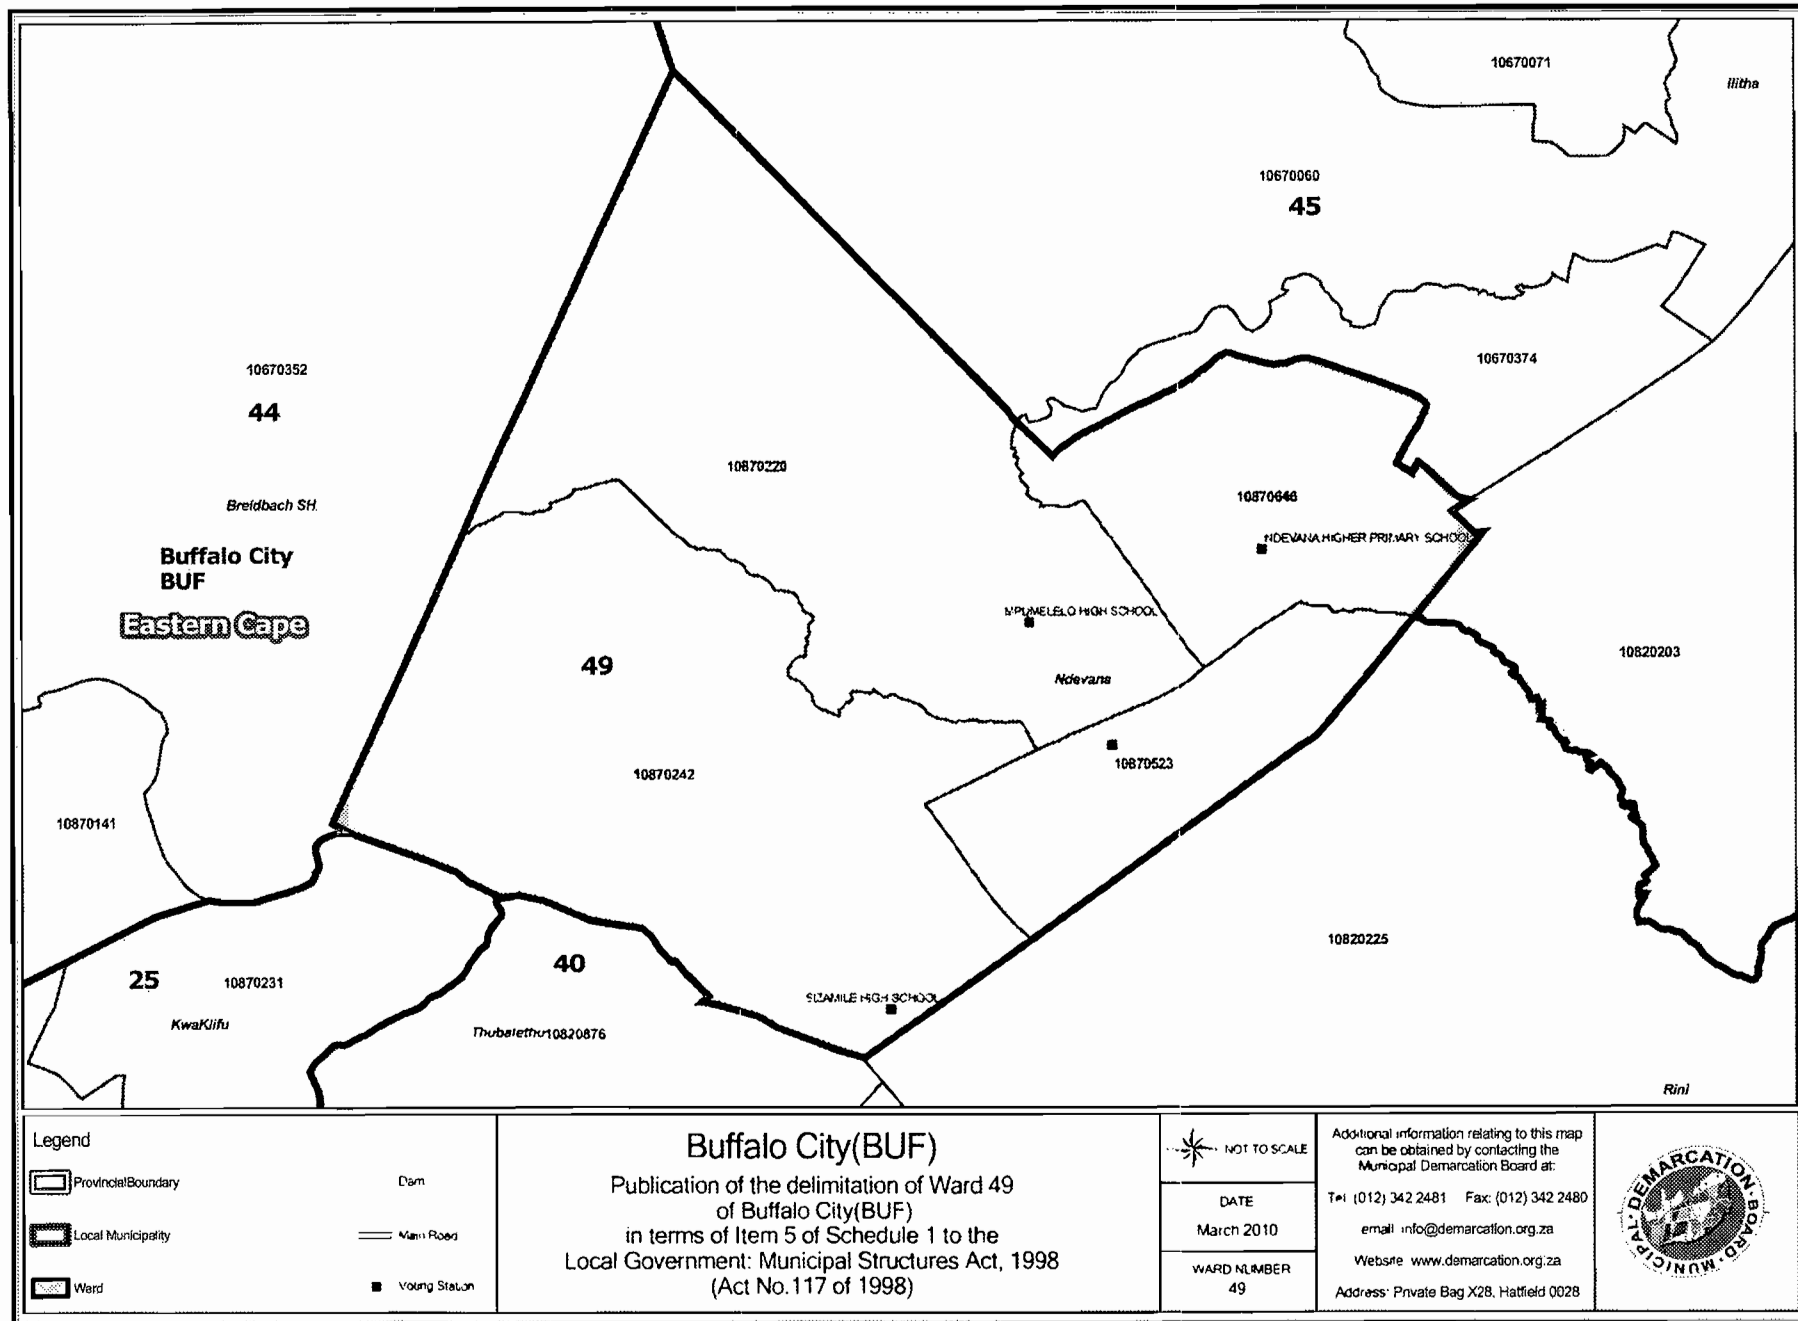 10670071
Ilitha
10670060
45
10670374
10670352
44
10870220
Breidbach SH
10870646
NDEVANA HIGHER PRIMARY SCHOOL
Buffalo City
BUF
Eastern Cape
MPUMELELO HIGH SCHOOL
10820203
49
Ndevana
10870523
10870242
10870141
10820225
40
25
10870231
SIZAMILE HIGH SCHOOL
KwaKlifu
Thubalethu
10820876
Rini
Legend
ProvincialBoundary
Local Municipality
Ward
Dam
Main Road
Voting Station
Buffalo City(BUF)
Publication of the delimitation of Ward 49
of Buffalo City(BUF)
in terms of Item 5 of Schedule 1 to the
Local Government: Municipal Structures Act, 1998
(Act No.117 of 1998)
NOT TO SCALE
DATE
March 2010
WARD NUMBER
49
Additional information relating to this map
can be obtained by contacting the
Municipal Demarcation Board at:
Tel (012) 342 2481 Fax: (012) 342 2480
email info@demarcation.org.za
Website www.demarcation.org.za
Address: Private Bag X28, Hatfield 0028
MUNICIPAL DEMARCATION BOARD